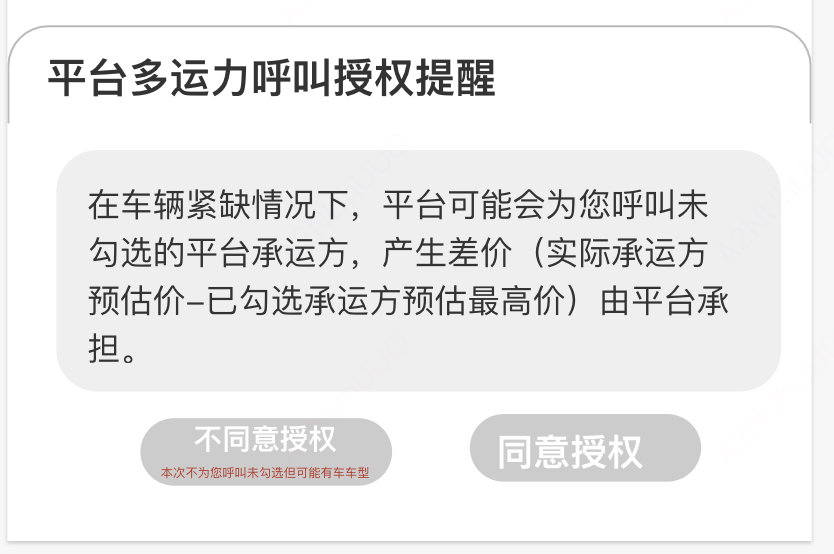 平台多运力呼叫授权提醒
在车辆紧缺情况下，平台可能会为您呼叫未
勾选的平台承运方，产生差价（实际承运方
预估价-已勾选承运方预估最高价）由平台承
担。
不同意授权
本次不为您呼叫未勾选但可能有车车型
同意授权